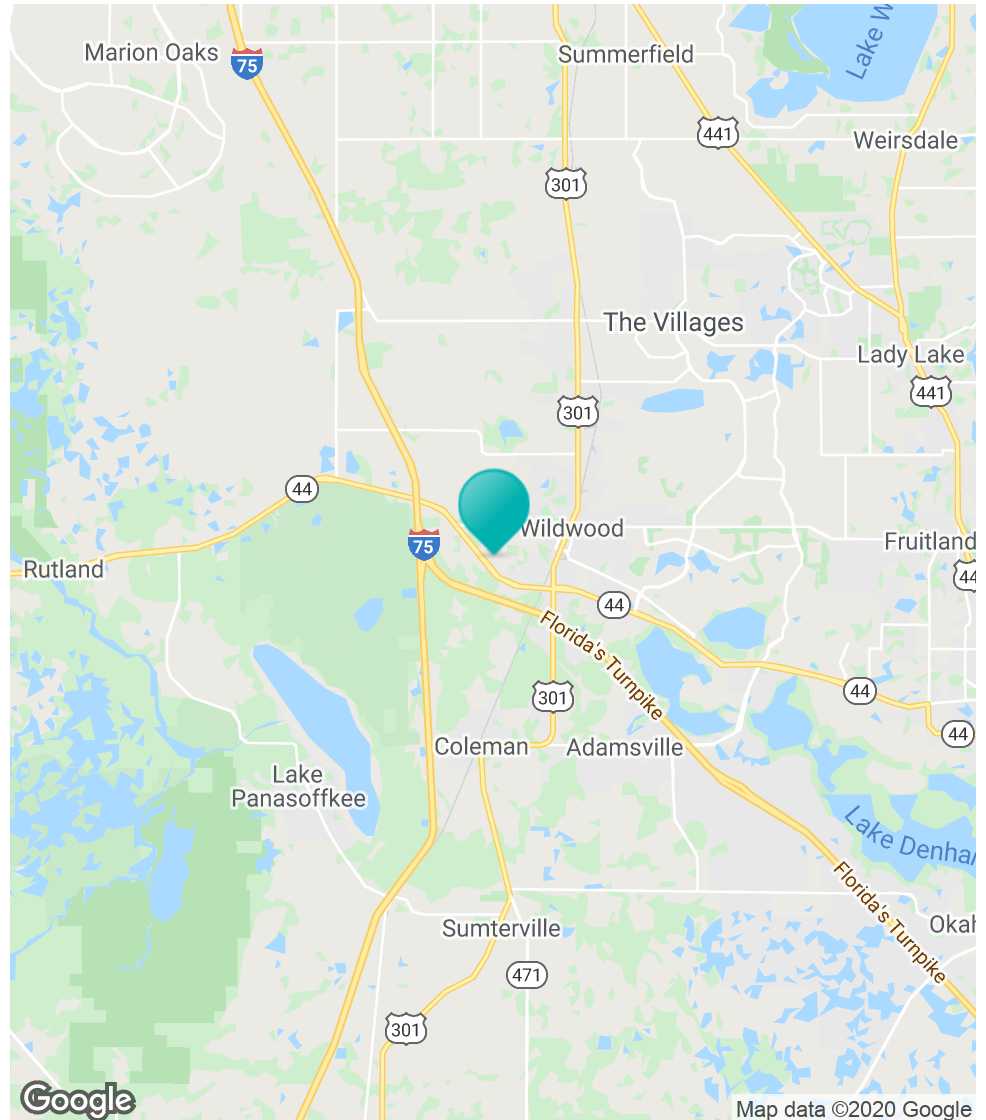 Marion Oaks
75
Summerfield
Lake W
441
Weirsdale
301
The Villages
Lady Lake
441
301
44
Wildwood
75
Fruitland
44
Rutland
44
Florida's Turnpike
301
44
44
Coleman
Adamsville
Lake
Panasoffkee
Lake Denhar
Florida's Turnpike
Sumterville
Okah
471
301
Google
Map data ©2020 Google